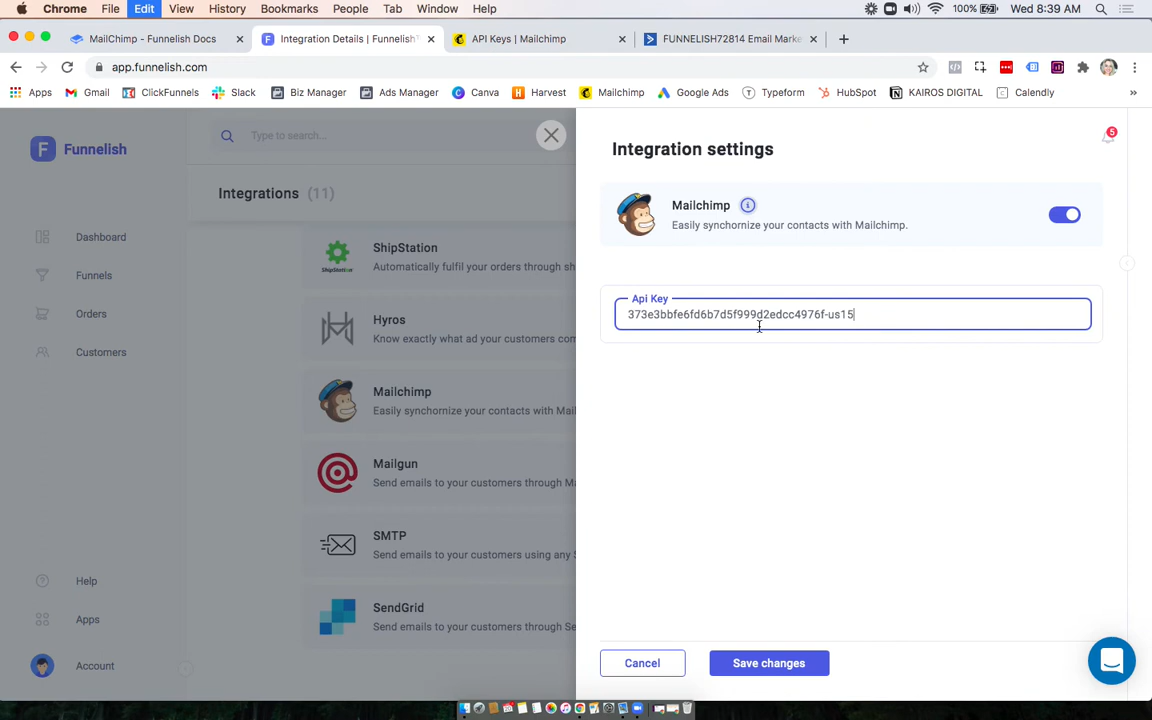 Chrome File Edit View History Bookmarks People Tab Window Help 100% Wed 8:39 AM
MailChimp - Funnelish Docs Integration Details | Funnelish API Keys | Mailchimp FUNNELISH72814 Email Marke
app.funnelish.com
Apps Gmail ClickFunnels Slack Biz Manager Ads Manager Canva Harvest Mailchimp Google Ads Typeform HubSpot KAIROS DIGITAL Calendly »
Funnelish
Type to search...
Integrations (11)
Dashboard
Funnels
Orders
Customers
Help
Apps
Account
ShipStation
Automatically fulfil your orders through sh
Hyros
Know exactly what ad your customers com
Mailchimp
Easily synchornize your contacts with Mail
Mailgun
Send emails to your customers through Ma
SMTP
Send emails to your customers using any S
SendGrid
Send emails to your customers through Se
Integration settings
5
Mailchimp
Easily synchornize your contacts with Mailchimp.
Api Key
373e3bbfe6fd6b7d5f999d2edcc4976f-us15
Cancel Save changes